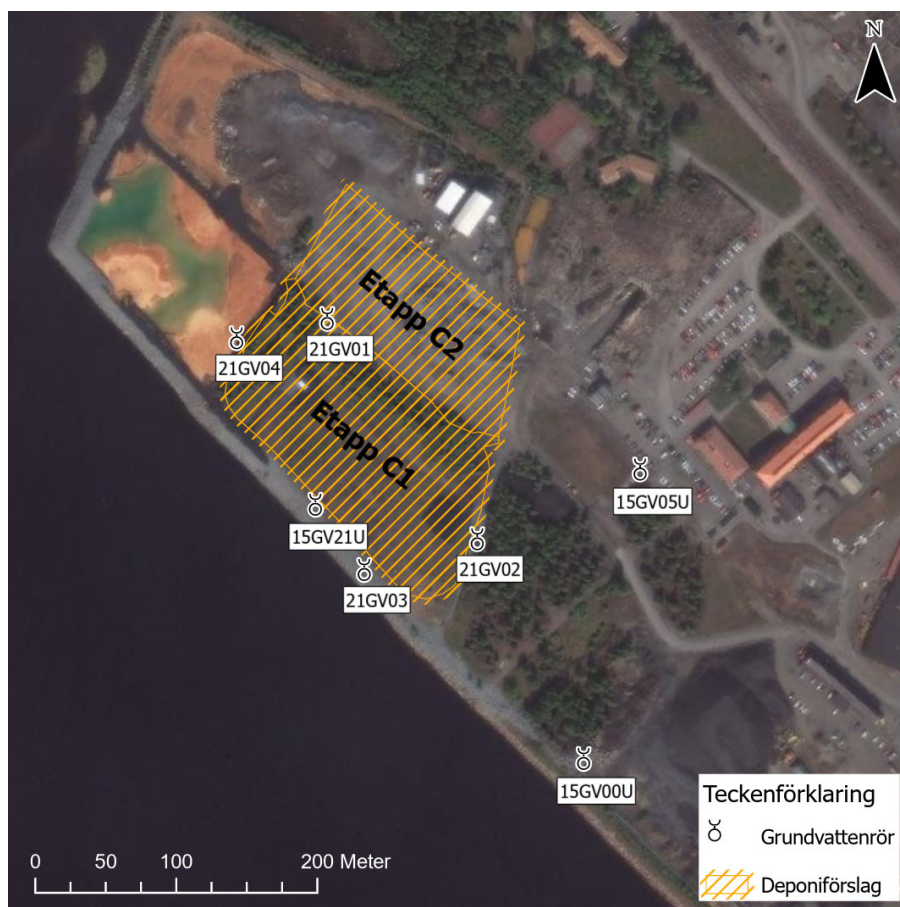 N
Etapp C2
21GV01
21GV04
Etapp C1
15GV05U
15GV21U
21GV02
21GV03
15GV00U
Teckenförklaring
Grundvattenrör
Deponiförslag
0 50 100 200 Meter